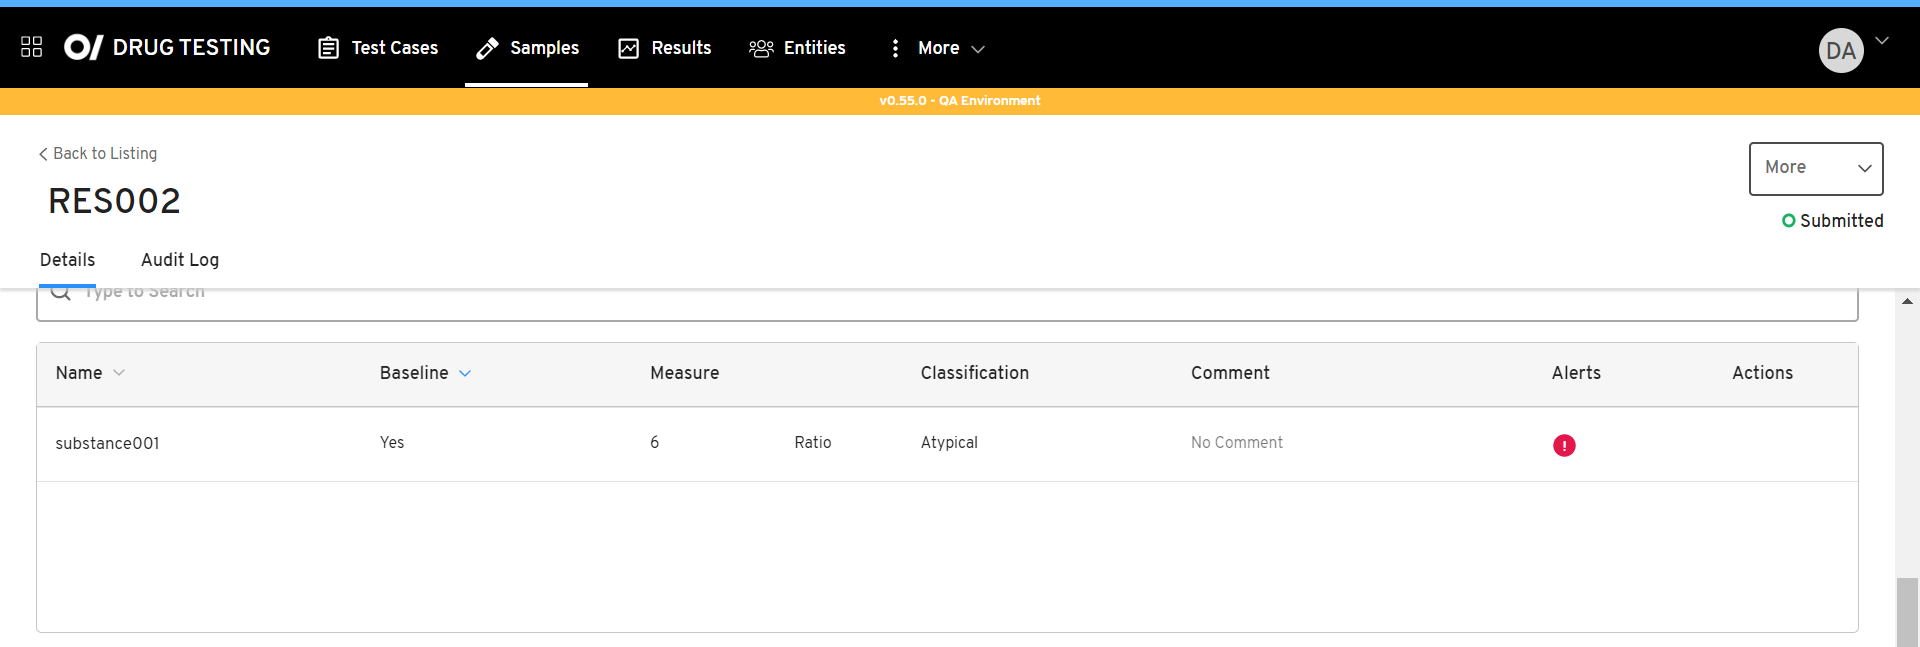 DRUG TESTING Test Cases Samples Results Entities More DA
v0.55.0 - QA Environment
Back to Listing
More
RES002
Submitted
Details Audit Log
Type to Search
Name Baseline Measure Classification Comment Alerts Actions
substance001 Yes 6 Ratio Atypical No Comment